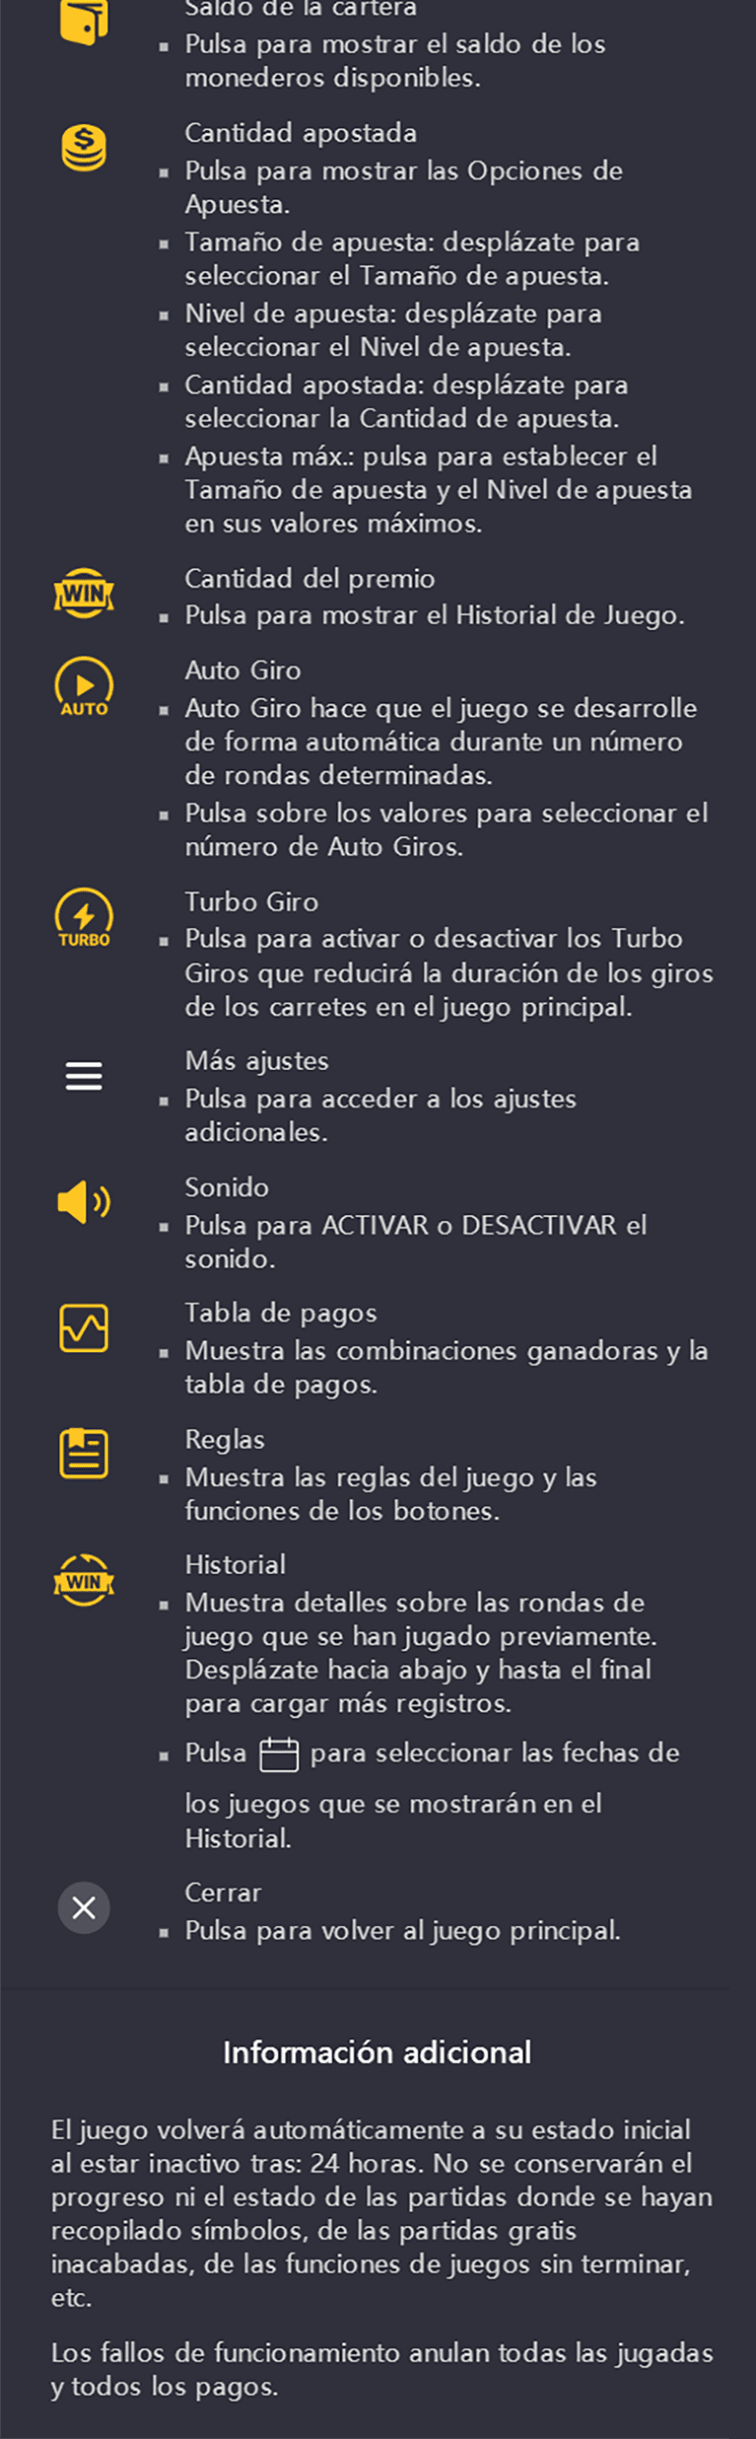 Saldo de la cartera
Pulsa para mostrar el saldo de los
monederos disponibles.
$
Cantidad apostada
Pulsa para mostrar las Opciones de
Apuesta.
Tamaño de apuesta: desplázate para
seleccionar el Tamaño de apuesta.
Nivel de apuesta: desplázate para
seleccionar el Nivel de apuesta.
Cantidad apostada: desplázate para
seleccionar la Cantidad de apuesta.
Apuesta máx.: pulsa para establecer el
Tamaño de apuesta y el Nivel de apuesta
en sus valores máximos.
WIN
Cantidad del premio
Pulsa para mostrar el Historial de Juego.
AUTO
Auto Giro
Auto Giro hace que el juego se desarrolle
de forma automática durante un número
de rondas determinadas.
Pulsa sobre los valores para seleccionar el
número de Auto Giros.
TURBO
Turbo Giro
Pulsa para activar o desactivar los Turbo
Giros que reducirá la duración de los giros
de los carretes en el juego principal.
Más ajustes
Pulsa para acceder a los ajustes
adicionales.
Sonido
Pulsa para ACTIVAR o DESACTIVAR el
sonido.
Tabla de pagos
Muestra las combinaciones ganadoras y la
tabla de pagos.
Reglas
Muestra las reglas del juego y las
funciones de los botones.
WIN
Historial
Muestra detalles sobre las rondas de
juego que se han jugado previamente.
Desplázate hacia abajo y hasta el final
para cargar más registros.
Pulsa para seleccionar las fechas de
los juegos que se mostrarán en el
Historial.
Cerrar
Pulsa para volver al juego principal.
Información adicional
El juego volverá automáticamente a su estado inicial
al estar inactivo tras: 24 horas. No se conservarán el
progreso ni el estado de las partidas donde se hayan
recopilado símbolos, de las partidas gratis
inacabadas, de las funciones de juegos sin terminar,
etc.
Los fallos de funcionamiento anulan todas las jugadas
y todos los pagos.